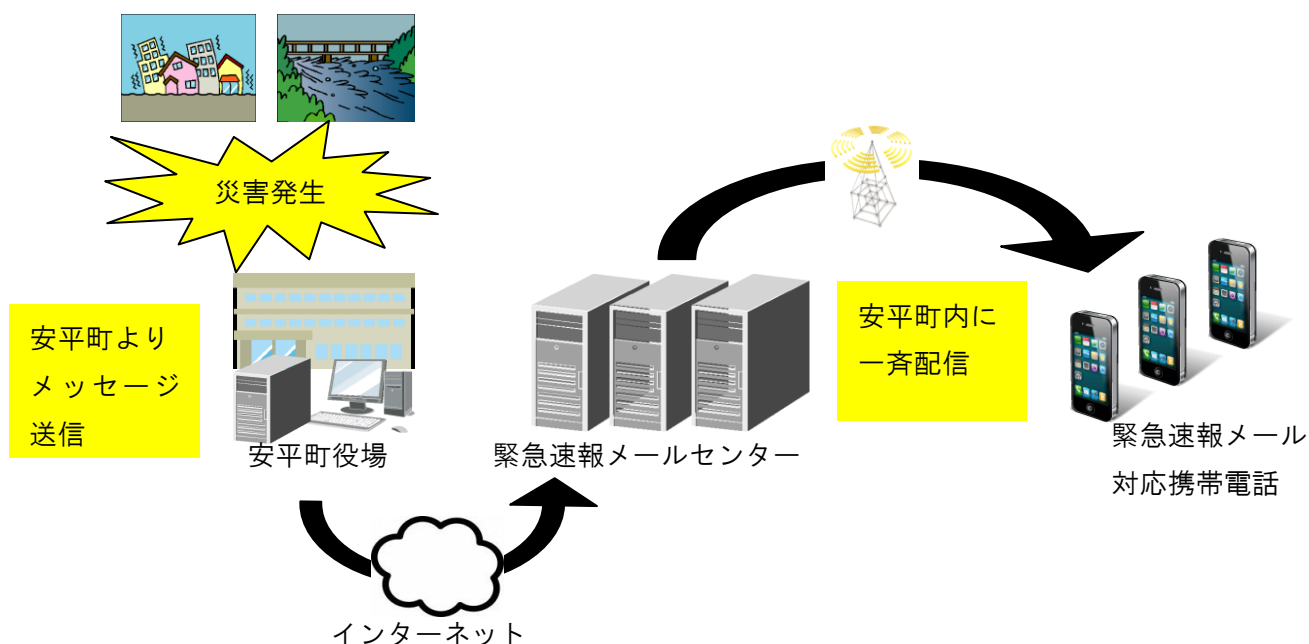 災害発生
安平町より
メッセージ
送信
安平町役場
緊急速報メールセンター
安平町内に
一斉配信
緊急速報メール
対応携帯電話
インターネット